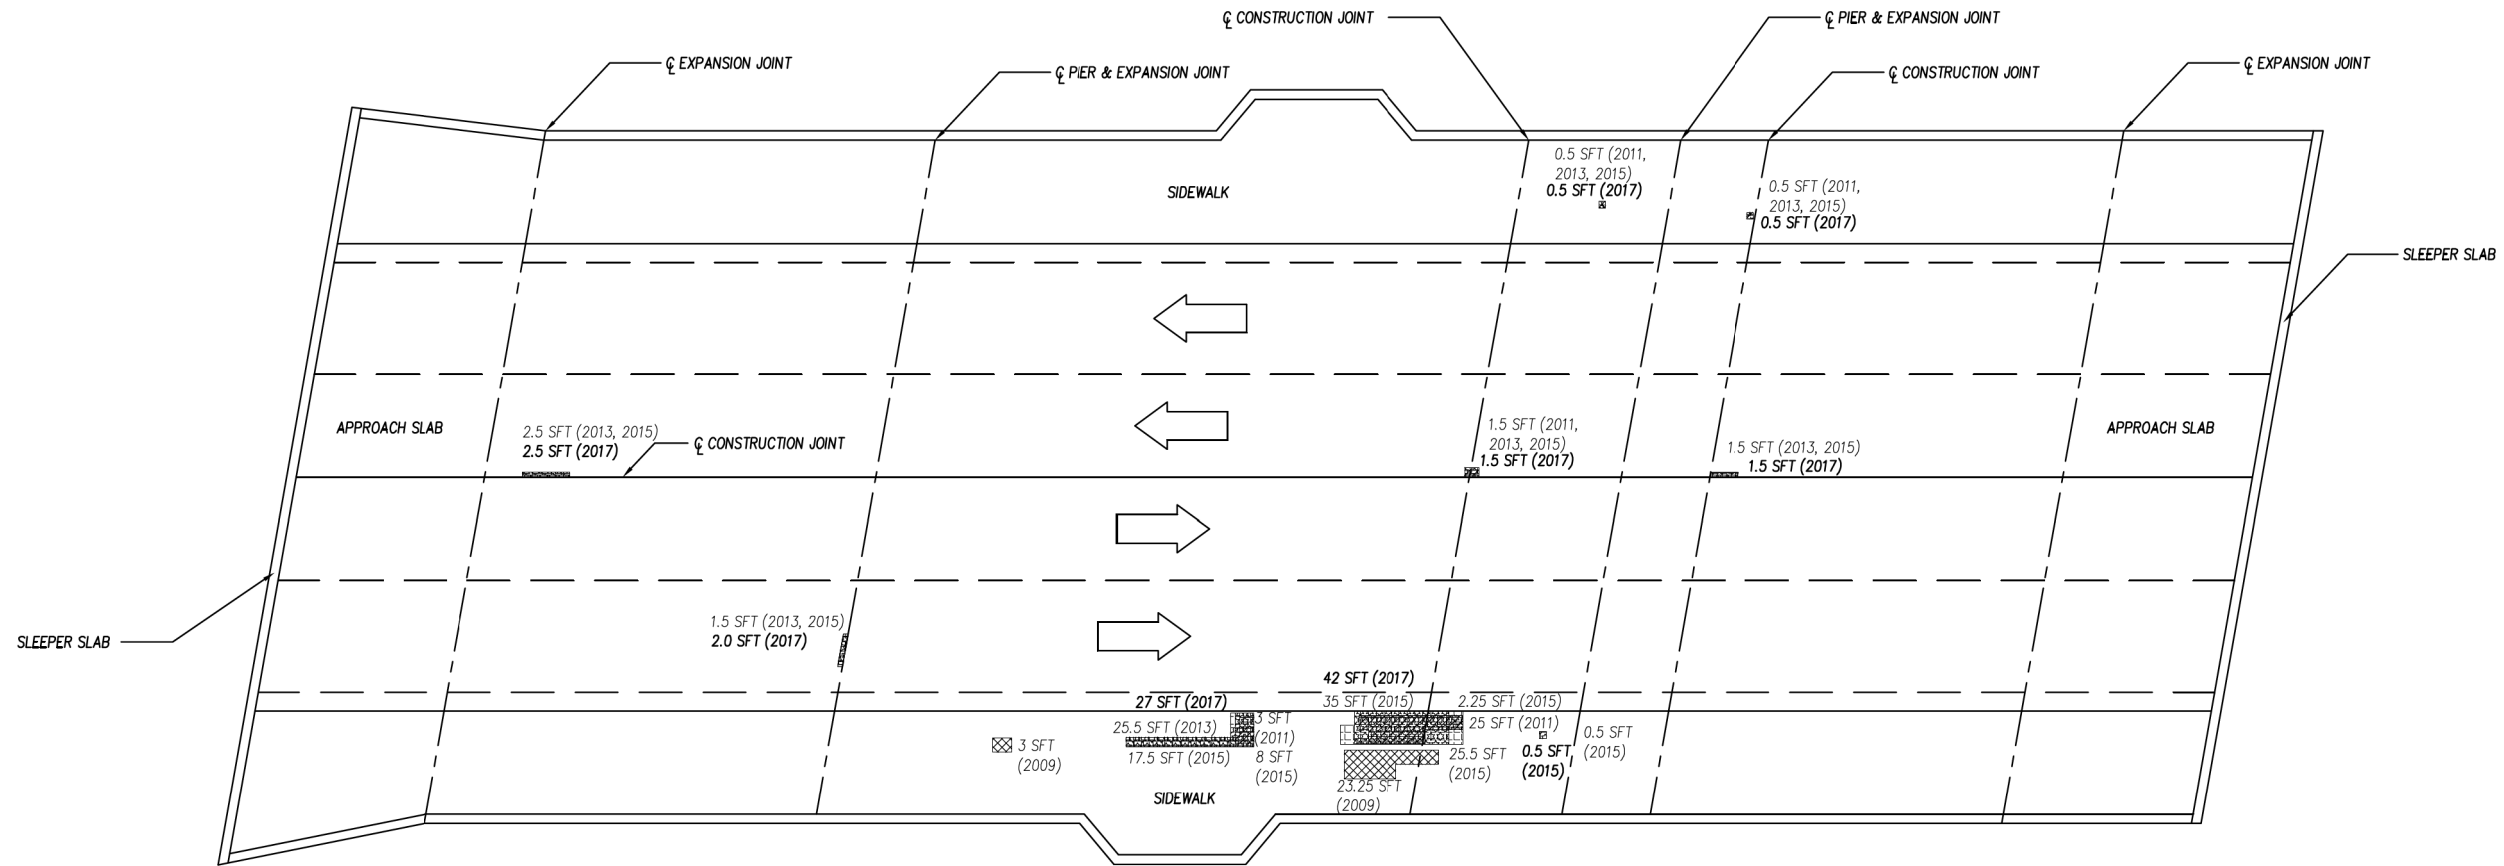 ℄ CONSTRUCTION JOINT
℄ PIER & EXPANSION JOINT
℄ EXPANSION JOINT
℄ PIER & EXPANSION JOINT
℄ CONSTRUCTION JOINT
℄ EXPANSION JOINT
0.5 SFT (2011,
2013, 2015)
0.5 SFT (2017)
0.5 SFT (2011,
2013, 2015)
0.5 SFT (2017)
SIDEWALK
SLEEPER SLAB
APPROACH SLAB
2.5 SFT (2013, 2015)
2.5 SFT (2017)
℄ CONSTRUCTION JOINT
1.5 SFT (2011,
2013, 2015)
1.5 SFT (2017)
1.5 SFT (2013, 2015)
1.5 SFT (2017)
APPROACH SLAB
SLEEPER SLAB
1.5 SFT (2013, 2015)
2.0 SFT (2017)
42 SFT (2017)
27 SFT (2017)
35 SFT (2015)
2.25 SFT (2015)
25.5 SFT (2013)
3 SFT
(2011)
25 SFT (2011)
3 SFT
(2009)
17.5 SFT (2015)
8 SFT
(2015)
25.5 SFT
(2015)
0.5 SFT
(2015)
0.5 SFT
(2015)
23.25 SFT
(2009)
SIDEWALK